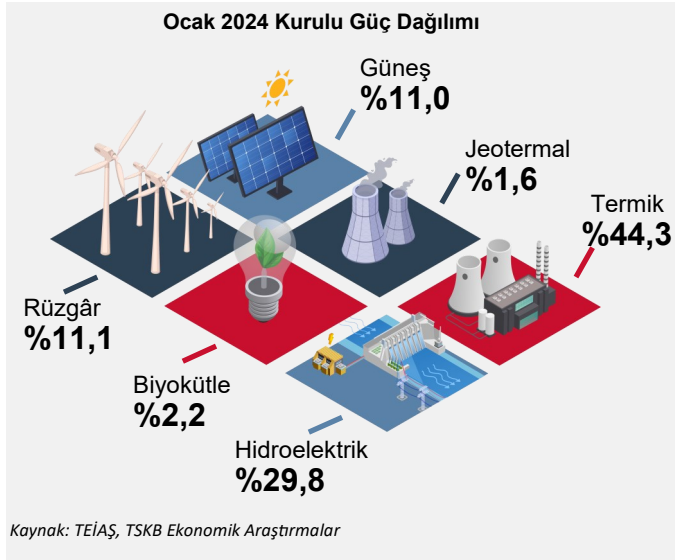 Ocak 2024 Kurulu Güç Dağılımı
Güneş
%11,0
Jeotermal
%1,6
Termik
%44,3
Rüzgâr
%11,1
Biyokütle
%2,2
Hidroelektrik
%29,8
Kaynak: TEİAŞ, TSKB Ekonomik Araştırmalar